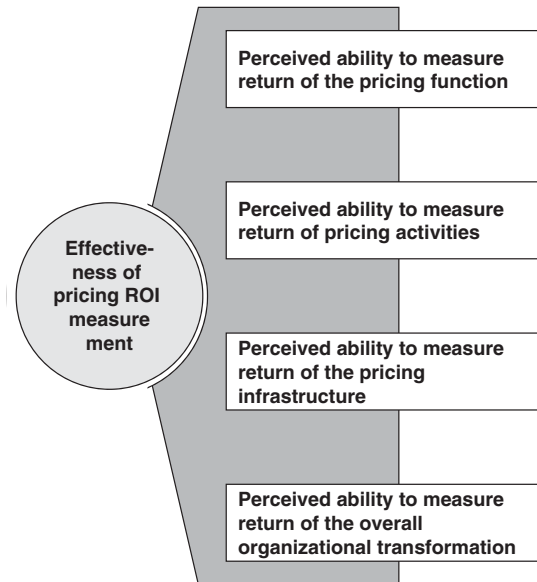 Perceived ability to measure
return of the pricing function
Perceived ability to measure
return of pricing activities
Effective-
ness of
pricing ROI
measure
ment
Perceived ability to measure
return of the pricing
infrastructure
Perceived ability to measure
return of the overall
organizational transformation